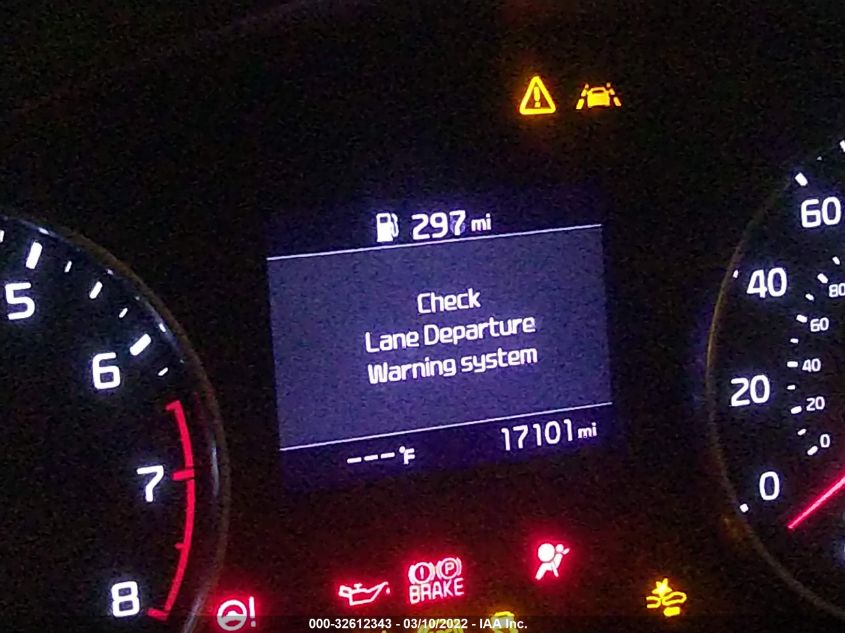 297 mi
Check
Lane Departure
Warning system
---°F
17101 mi
5
6
7
8
60
40
20
0
80
60
40
20
0
P
BRAKE
000-32612343 - 03/10/2022 - IAA Inc.